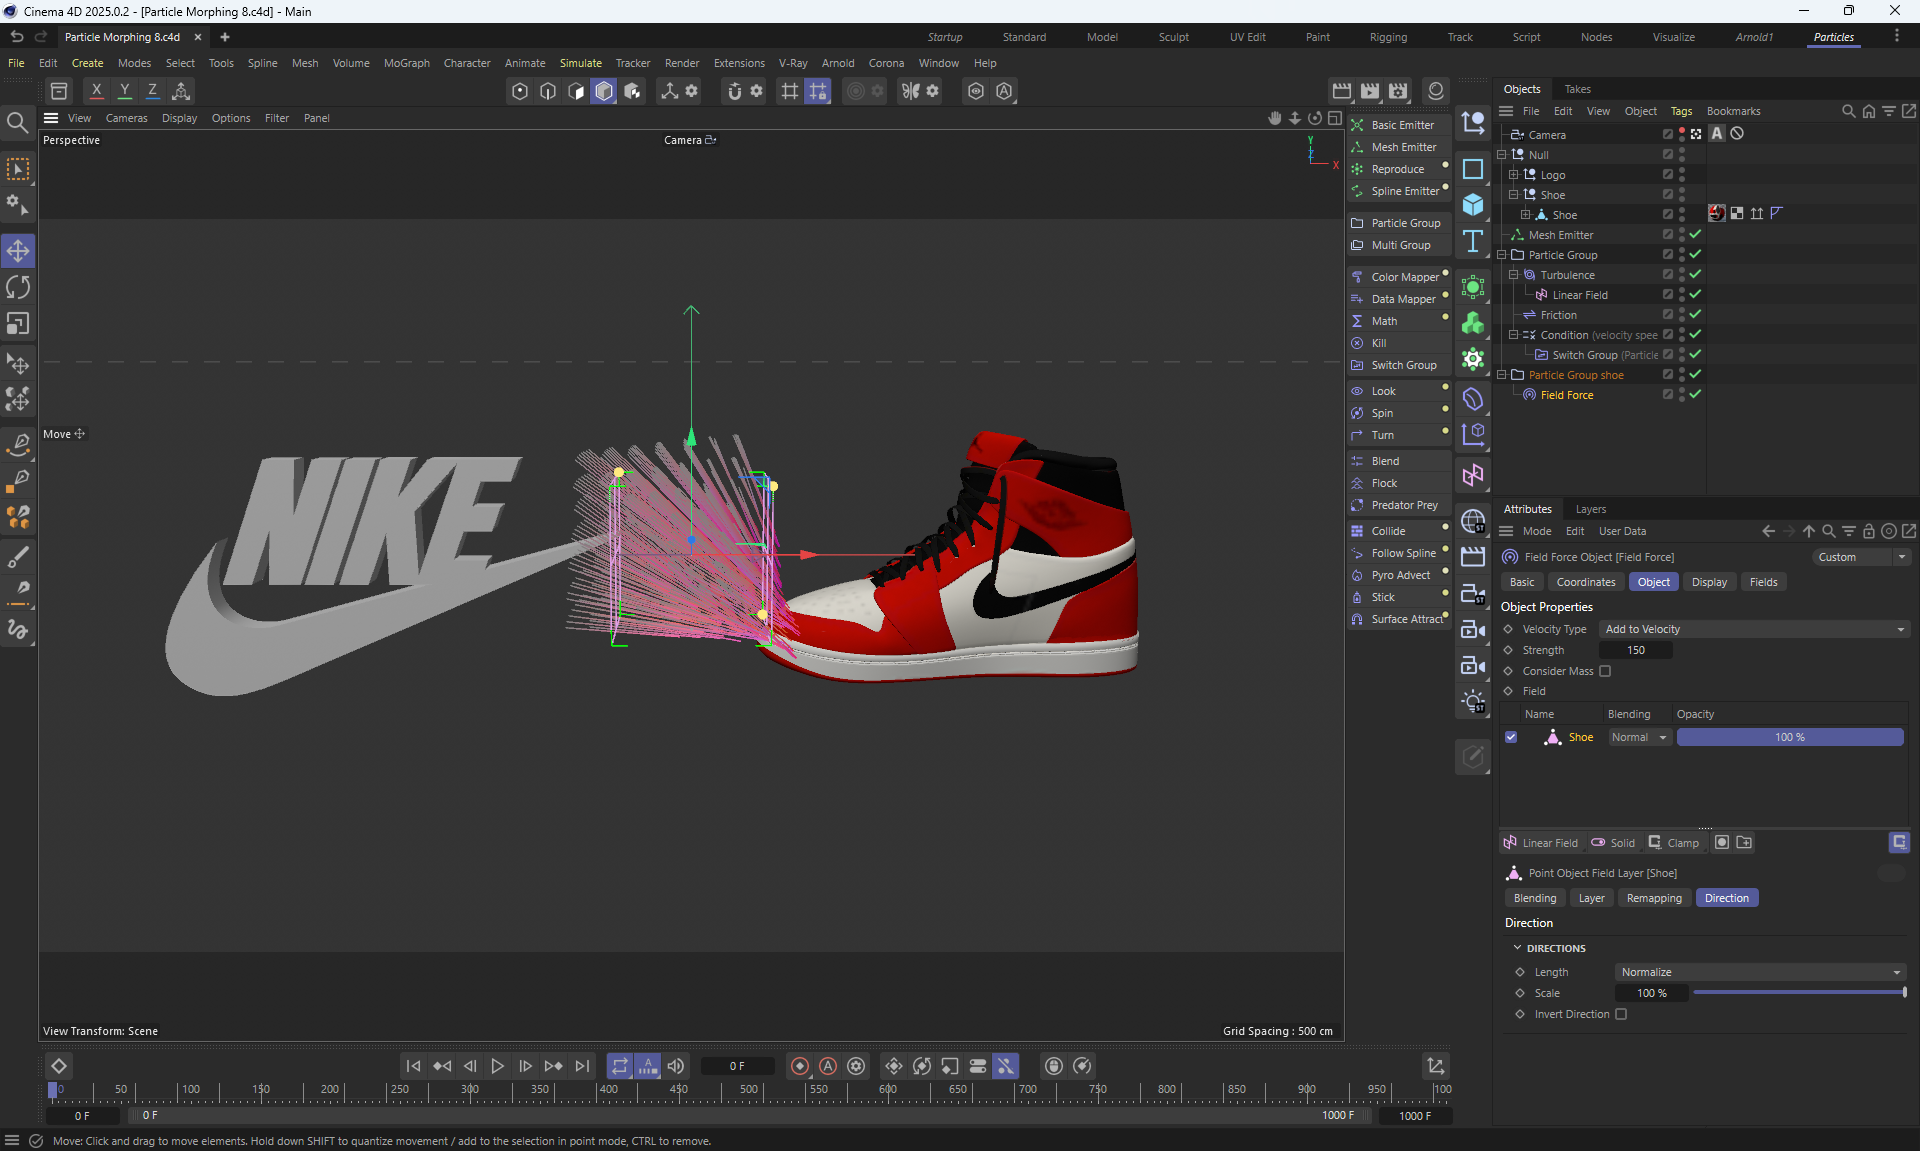 Cinema 4D 2025.0.2 - [Particle Morphing 8.c4d] - Main
Particle Morphing 8.c4d
Startup Standard Model Sculpt UV Edit Paint Rigging Track Script Nodes Visualize Arnold1 Particles
File Edit Create Modes Select Tools Spline Mesh Volume MoGraph Character Animate Simulate Tracker Render Extensions V-Ray Arnold Corona Window Help
X Y Z
View Cameras Display Options Filter Panel
Perspective
Camera
Y
Z
X
Move
NIKE
View Transform: Scene
Grid Spacing : 500 cm
Basic Emitter
Mesh Emitter
Reproduce
Spline Emitter
Particle Group
Multi Group
Color Mapper
Data Mapper
Math
Kill
Switch Group
Look
Spin
Turn
Blend
Flock
Predator Prey
Collide
Follow Spline
Pyro Advect
Stick
Surface Attract
ST
ST
ST
Objects Takes
File Edit View Object Tags Bookmarks
Camera A
Null
Logo
Shoe
Shoe
Mesh Emitter
Particle Group
Turbulence
Linear Field
Friction
Condition (velocity spee
Switch Group (Particle
Particle Group shoe
Field Force
Attributes Layers
Mode Edit User Data
Field Force Object [Field Force] Custom
Basic Coordinates Object Display Fields
Object Properties
Velocity Type Add to Velocity
Strength 150
Consider Mass
Field
Name Blending Opacity
Shoe Normal 100 %
Linear Field Solid Clamp
Point Object Field Layer [Shoe]
Blending Layer Remapping Direction
Direction
DIRECTIONS
Length Normalize
Scale 100 %
Invert Direction
A
0 F
A
0 50 100 150 200 250 300 350 400 450 500 550 600 650 700 750 800 850 900 950 100
0 F 0 F 1000 F 1000 F
Move: Click and drag to move elements. Hold down SHIFT to quantize movement / add to the selection in point mode, CTRL to remove.